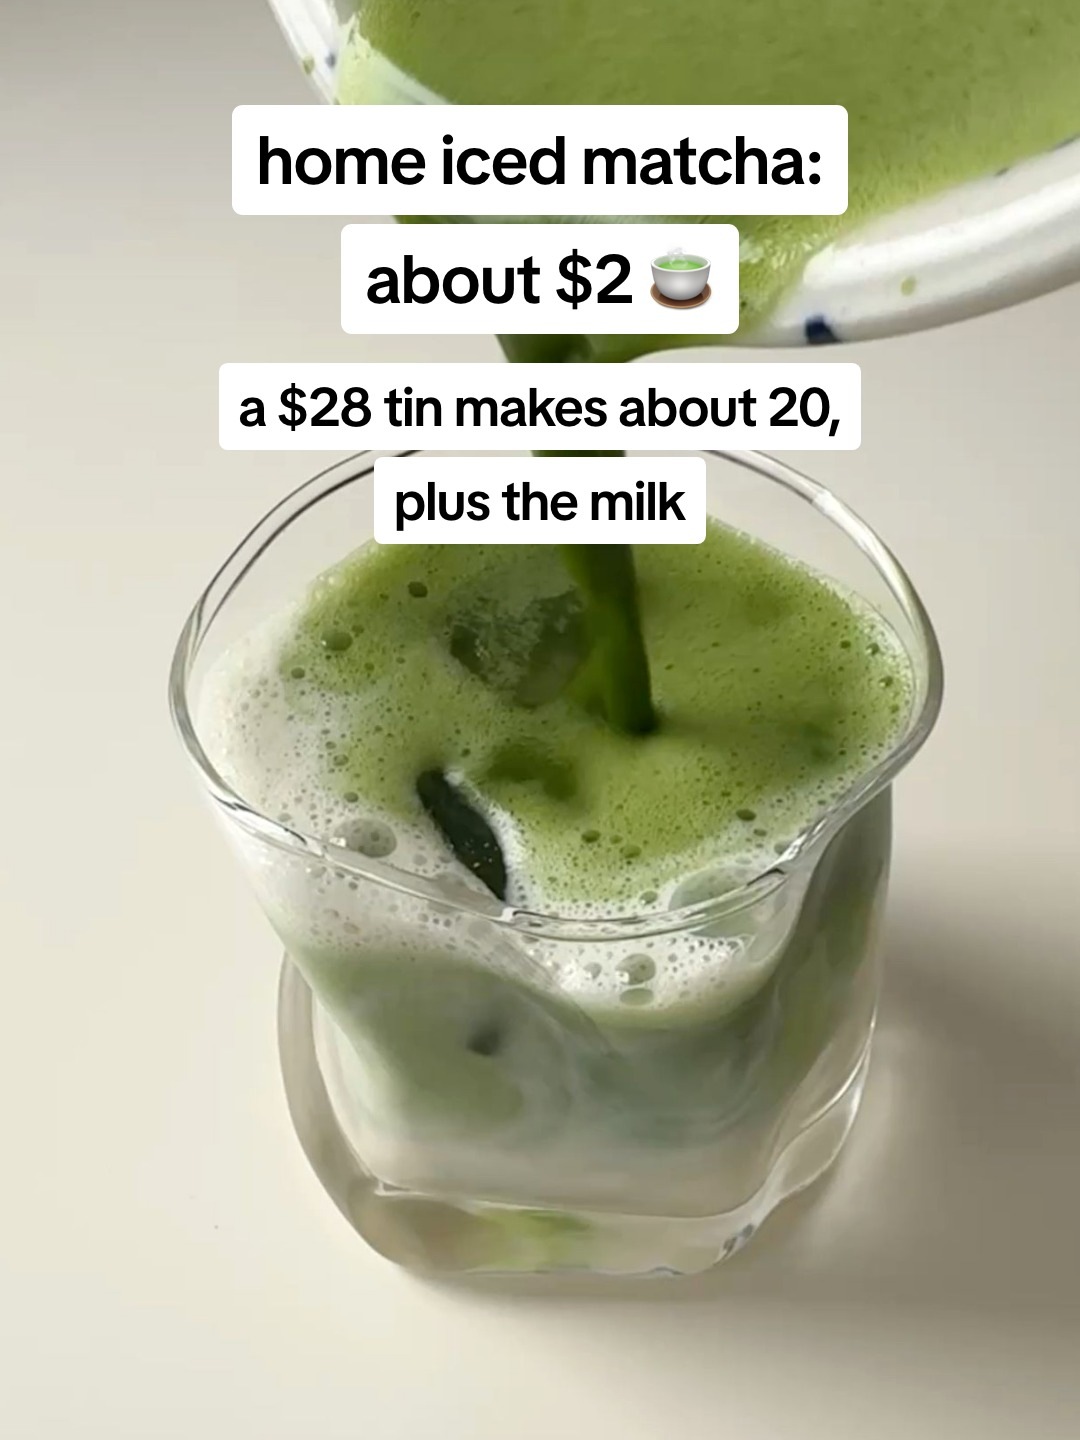 home iced matcha:
about $2 🍵
a $28 tin makes about 20,
plus the milk